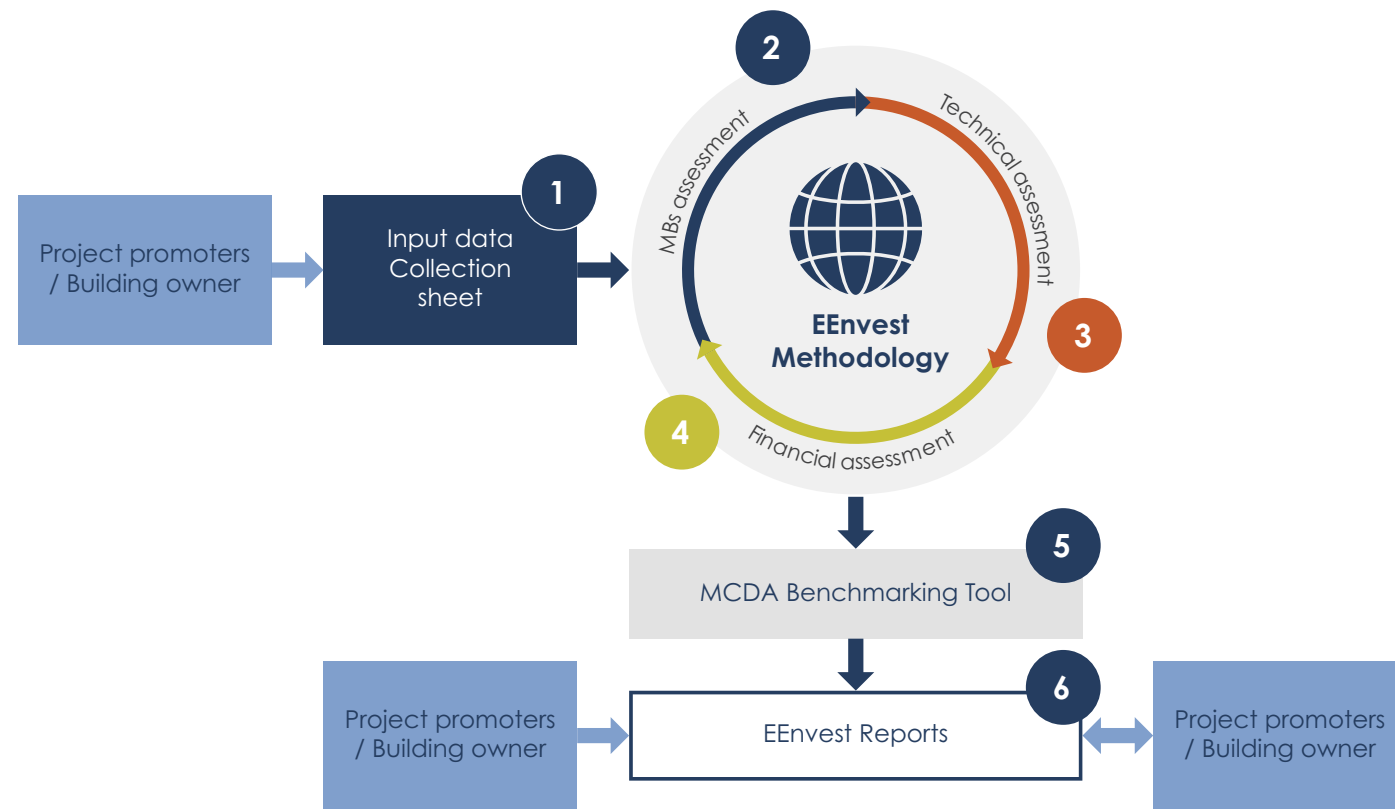 2
Technical assessment
MBs assessment
1
Project promoters
/ Building owner
Input data
Collection
sheet
EEnvest
Methodology
3
4
Financial assessment
5
MCDA Benchmarking Tool
6
Project promoters
/ Building owner
EEnvest Reports
Project promoters
/ Building owner